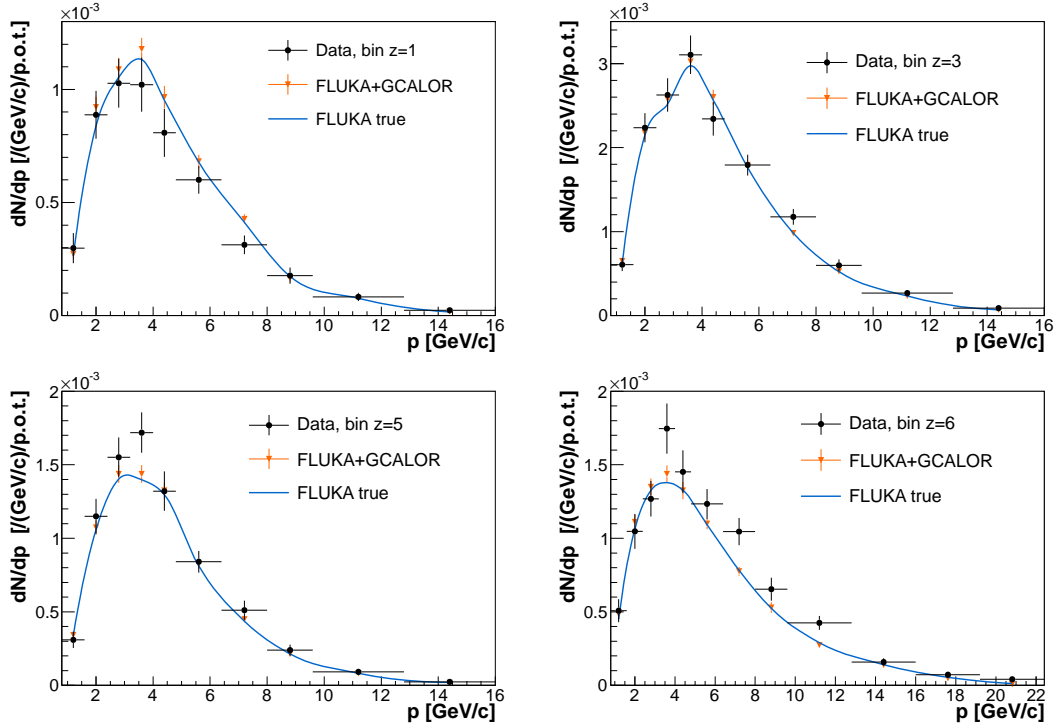 ×10⁻³
dN/dp [/(GeV/c)/p.o.t.]
1
0.5
0
Data, bin z=1
FLUKA+GCALOR
FLUKA true
2 4 6 8 10 12 14 16
p [GeV/c]
×10⁻³
dN/dp [/(GeV/c)/p.o.t.]
3
2
1
0
Data, bin z=3
FLUKA+GCALOR
FLUKA true
2 4 6 8 10 12 14 16
p [GeV/c]
×10⁻³
dN/dp [/(GeV/c)/p.o.t.]
2
1.5
1
0.5
0
Data, bin z=5
FLUKA+GCALOR
FLUKA true
2 4 6 8 10 12 14 16
p [GeV/c]
×10⁻³
dN/dp [/(GeV/c)/p.o.t.]
2
1.5
1
0.5
0
Data, bin z=6
FLUKA+GCALOR
FLUKA true
2 4 6 8 10 12 14 16 18 20 22
p [GeV/c]